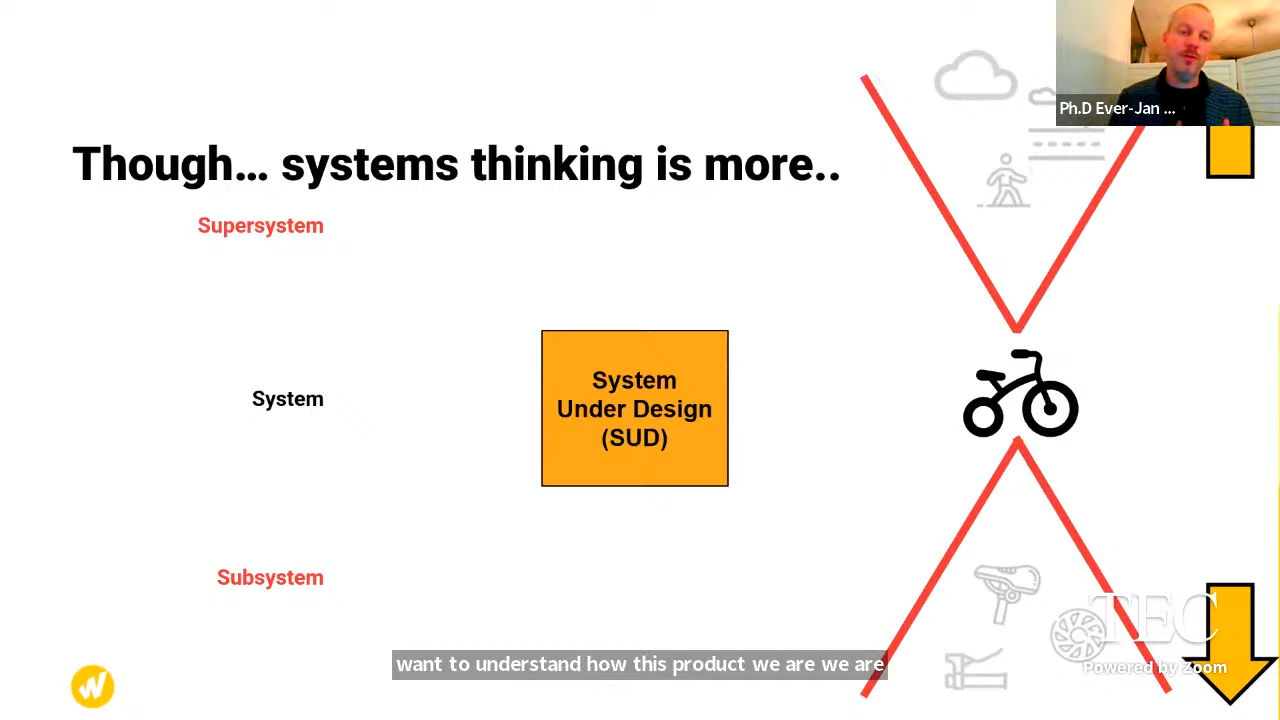 Ph.D Ever-Jan ...
Though... systems thinking is more..
Supersystem
System
System
Under Design
(SUD)
Subsystem
TEC
want to understand how this product we are we are
Powered by Zoom